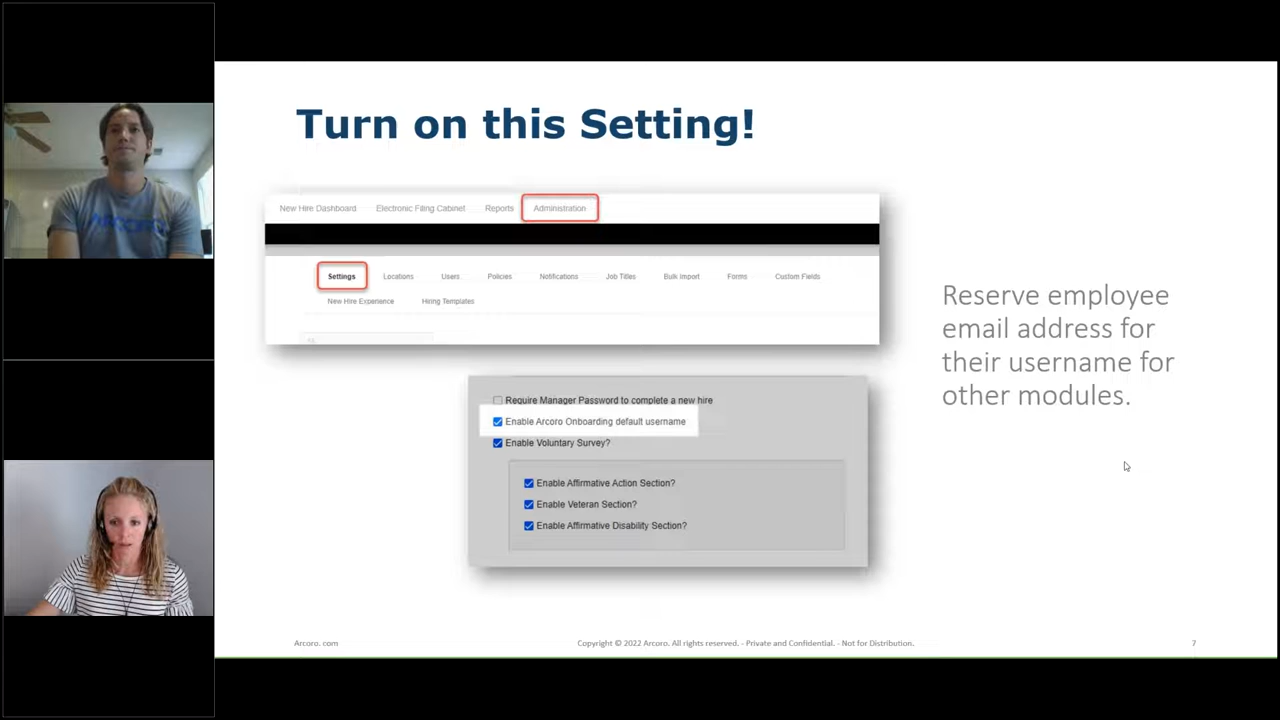 Turn on this Setting!
New Hire Dashboard Electronic Filing Cabinet Reports Administration
Settings Locations Users Policies Notifications Job Titles Bulk Import Forms Custom Fields
New Hire Experience Hiring Templates
Reserve employee
email address for
their username for
other modules.
Require Manager Password to complete a new hire
Enable Arcoro Onboarding default username
Enable Voluntary Survey?
Enable Affirmative Action Section?
Enable Veteran Section?
Enable Affirmative Disability Section?
ARCORO
Arcoro. com
Copyright © 2022 Arcoro. All rights reserved. - Private and Confidential. - Not for Distribution.
7